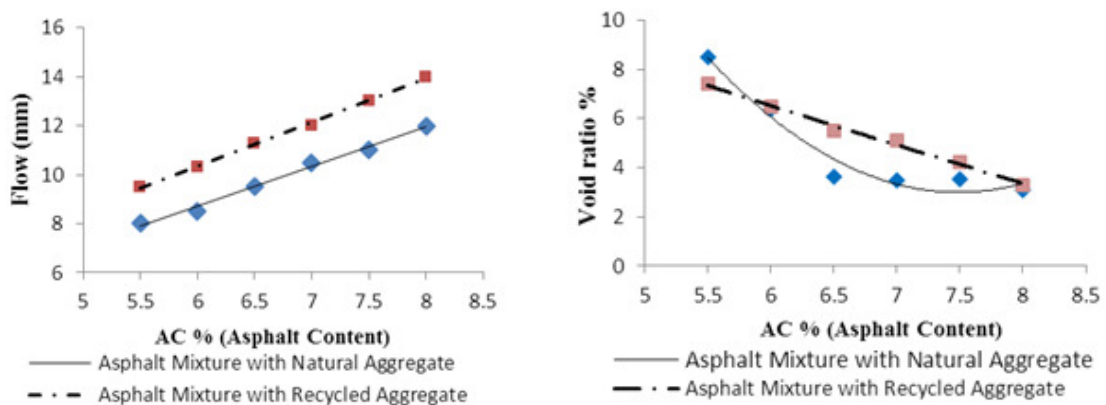 Flow (mm)
16
14
12
10
8
6
5 5.5 6 6.5 7 7.5 8 8.5
AC % (Asphalt Content)
Asphalt Mixture with Natural Aggregate
Asphalt Mixture with Recycled Aggregate
Void ratio %
10
8
6
4
2
0
5 5.5 6 6.5 7 7.5 8 8.5
AC % (Asphalt Content)
Asphalt Mixture with Natural Aggregate
Asphalt Mixture with Recycled Aggregate